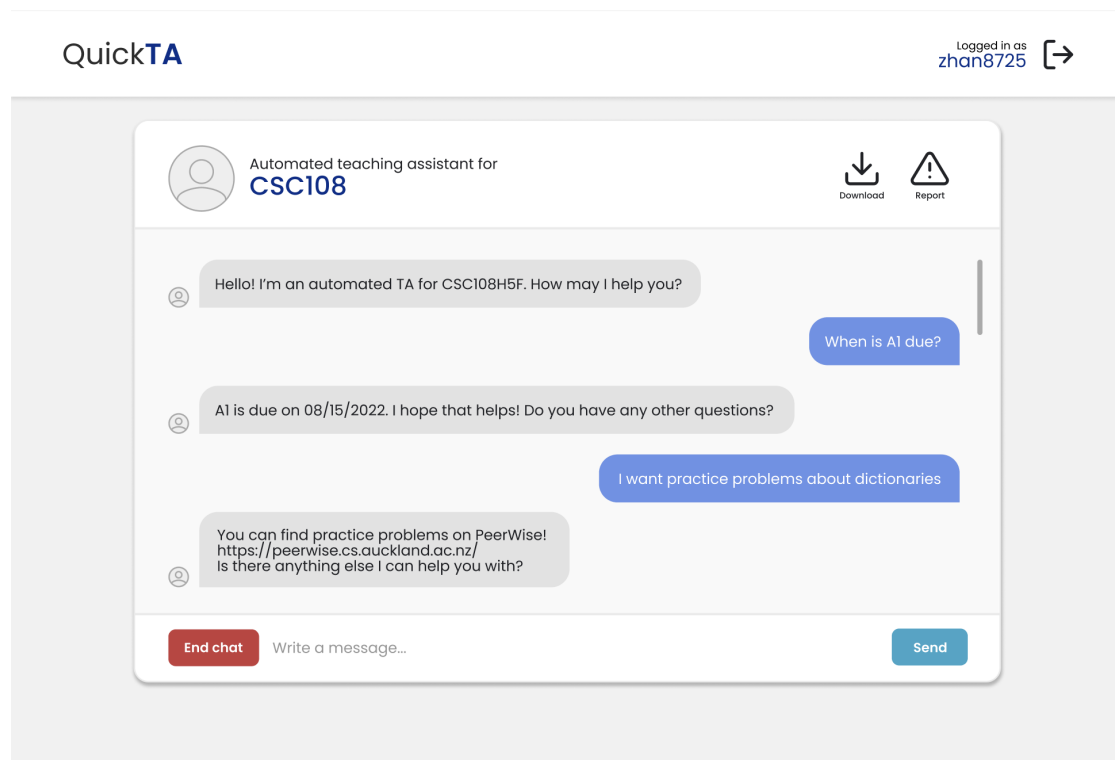 QuickTA
Logged in as
zhan8725
Automated teaching assistant for
CSC108
Download
Report
Hello! I’m an automated TA for CSC108H5F. How may I help you?
When is A1 due?
A1 is due on 08/15/2022. I hope that helps! Do you have any other questions?
I want practice problems about dictionaries
You can find practice problems on PeerWise!
https://peerwise.cs.auckland.ac.nz/
Is there anything else I can help you with?
End chat
Write a message...
Send